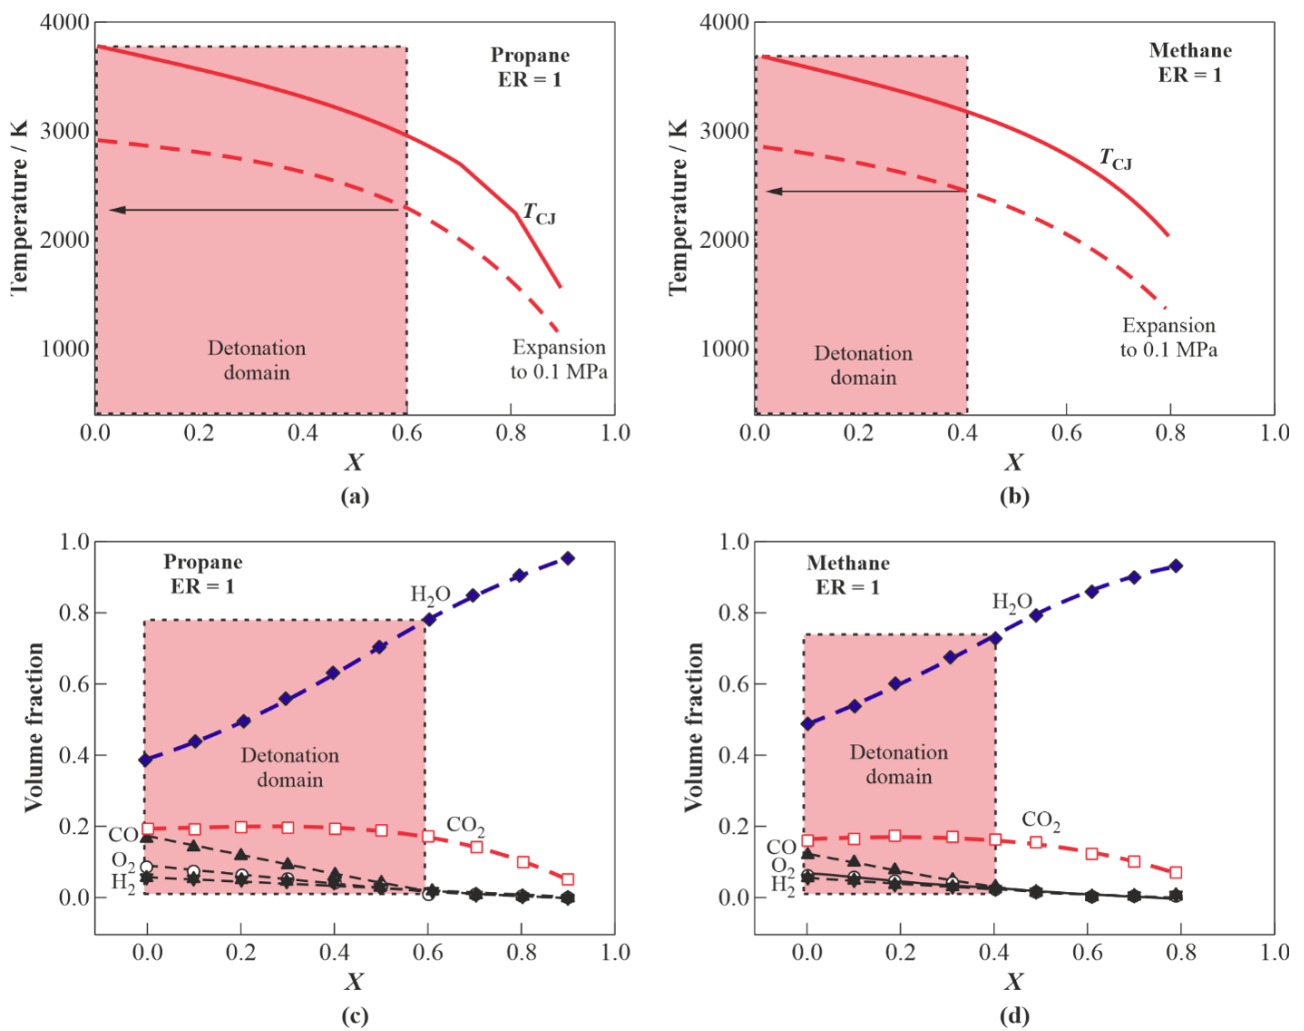 4000
3000
2000
1000
Temperature / K
Propane
ER = 1
T_CJ
Detonation
domain
Expansion
to 0.1 MPa
0.0 0.2 0.4 0.6 0.8 1.0
X
(a)
4000
3000
2000
1000
Temperature / K
Methane
ER = 1
T_CJ
Detonation
domain
Expansion
to 0.1 MPa
0.0 0.2 0.4 0.6 0.8 1.0
X
(b)
1.0
0.8
0.6
0.4
0.2
0.0
Volume fraction
Propane
ER = 1
H₂O
Detonation
domain
CO₂
CO
O₂
H₂
0.0 0.2 0.4 0.6 0.8 1.0
X
(c)
1.0
0.8
0.6
0.4
0.2
0.0
Volume fraction
Methane
ER = 1
H₂O
Detonation
domain
CO₂
CO
O₂
H₂
0.0 0.2 0.4 0.6 0.8 1.0
X
(d)